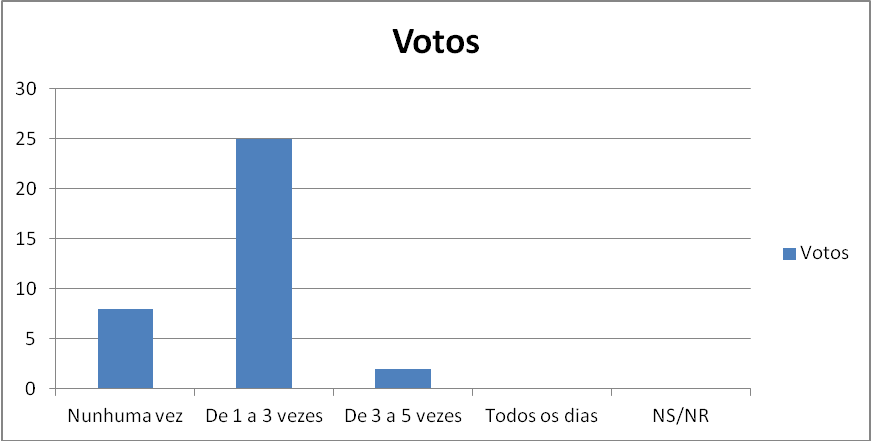 Votos
30
25
20
15
10
5
0
Nunhuma vez
De 1 a 3 vezes
De 3 a 5 vezes
Todos os dias
NS/NR
Votos